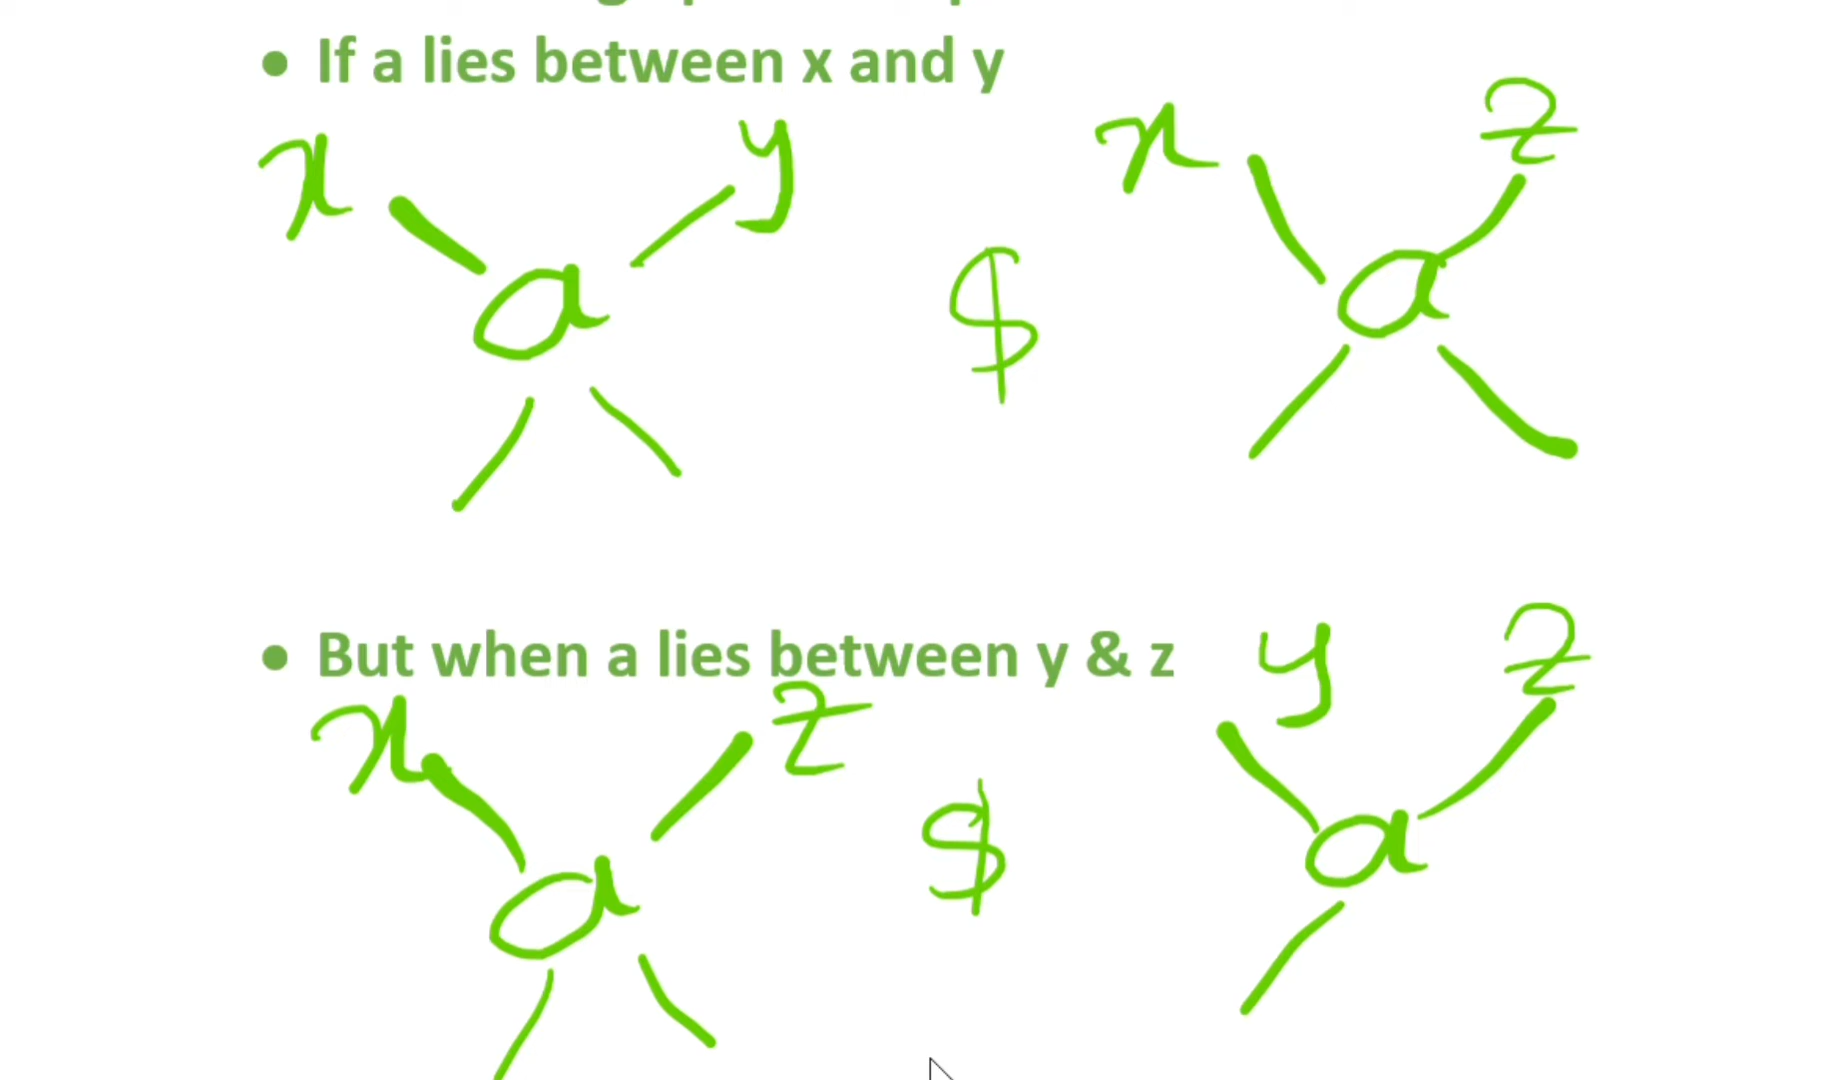 • If a lies between x and y
x y x z
a $ a
• But when a lies between y & z
y z
x z
a $ a